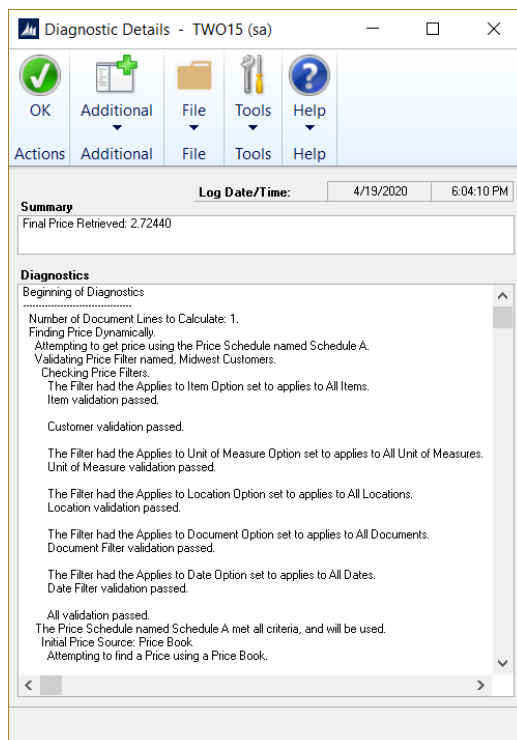 Diagnostic Details - TWO15 (sa)
OK
Additional
File
Tools
Help
Actions
Additional
File
Tools
Help
Log Date/Time:
4/19/2020
6:04:10 PM
Summary
Final Price Retrieved: 2.72440
Diagnostics
Beginning of Diagnostics
------------------------------------
Number of Document Lines to Calculate: 1.
Finding Price Dynamically.
Attempting to get price using the Price Schedule named Schedule A.
Validating Price Filter named, Midwest Customers.
Checking Price Filters.
The Filter had the Applies to Item Option set to applies to All Items.
Item validation passed.
Customer validation passed.
The Filter had the Applies to Unit of Measure Option set to applies to All Unit of Measures.
Unit of Measure validation passed.
The Filter had the Applies to Location Option set to applies to All Locations.
Location validation passed.
The Filter had the Applies to Document Option set to applies to All Documents.
Document Filter validation passed.
The Filter had the Applies to Date Option set to applies to All Dates.
Date Filter validation passed.
All validation passed.
The Price Schedule named Schedule A met all criteria, and will be used.
Initial Price Source: Price Book
Attempting to find a Price using a Price Book.